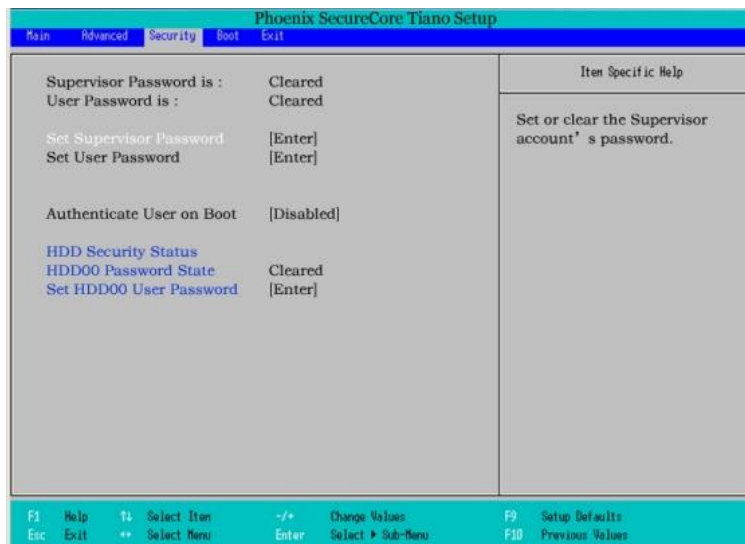 Phoenix SecureCore Tiano Setup
Main Advanced Security Boot Exit
Supervisor Password is : Cleared
User Password is : Cleared
Set Supervisor Password [Enter]
Set User Password [Enter]
Authenticate User on Boot [Disabled]
HDD Security Status
HDD00 Password State Cleared
Set HDD00 User Password [Enter]
Item Specific Help
Set or clear the Supervisor
account’s password.
F1 Help ↑↓ Select Item -/+ Change Values F9 Setup Defaults
Esc Exit ↔ Select Menu Enter Select ▶ Sub-Menu F10 Previous Values